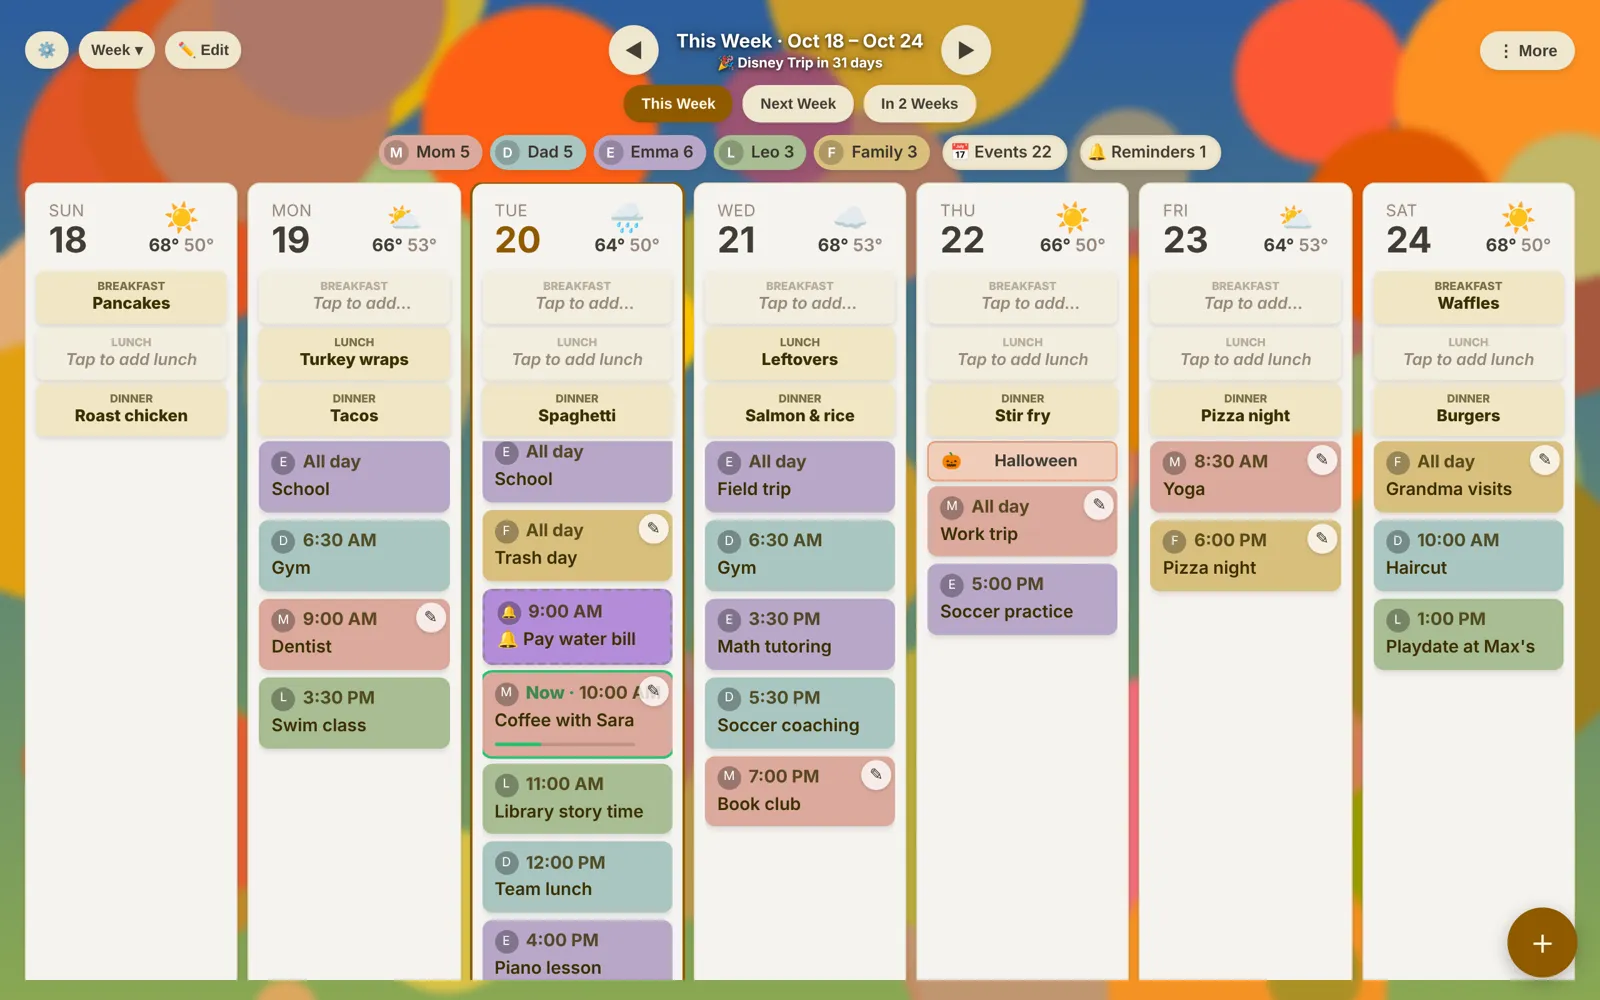 Week ▾
Edit
This Week · Oct 18 – Oct 24
Disney Trip in 31 days
More
This Week
Next Week
In 2 Weeks
M Mom 5
D Dad 5
E Emma 6
L Leo 3
F Family 3
Events 22
Reminders 1
SUN
18
68° 50°
BREAKFAST
Pancakes
LUNCH
Tap to add lunch
DINNER
Roast chicken
MON
19
66° 53°
BREAKFAST
Tap to add...
LUNCH
Turkey wraps
DINNER
Tacos
E All day
School
D 6:30 AM
Gym
M 9:00 AM
Dentist
L 3:30 PM
Swim class
TUE
20
64° 50°
BREAKFAST
Tap to add...
LUNCH
Tap to add lunch
DINNER
Spaghetti
E All day
School
F All day
Trash day
9:00 AM
Pay water bill
M Now · 10:00 AM
Coffee with Sara
L 11:00 AM
Library story time
D 12:00 PM
Team lunch
E 4:00 PM
Piano lesson
WED
21
68° 53°
BREAKFAST
Tap to add...
LUNCH
Leftovers
DINNER
Salmon & rice
E All day
Field trip
D 6:30 AM
Gym
E 3:30 PM
Math tutoring
D 5:30 PM
Soccer coaching
M 7:00 PM
Book club
THU
22
66° 50°
BREAKFAST
Tap to add...
LUNCH
Tap to add lunch
DINNER
Stir fry
Halloween
M All day
Work trip
E 5:00 PM
Soccer practice
FRI
23
64° 53°
BREAKFAST
Tap to add...
LUNCH
Tap to add lunch
DINNER
Pizza night
M 8:30 AM
Yoga
F 6:00 PM
Pizza night
SAT
24
68° 50°
BREAKFAST
Waffles
LUNCH
Tap to add lunch
DINNER
Burgers
F All day
Grandma visits
D 10:00 AM
Haircut
L 1:00 PM
Playdate at Max's
+